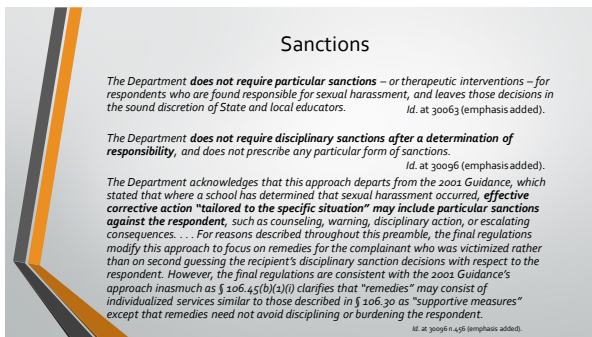 Sanctions
The Department does not require particular sanctions – or therapeutic interventions – for
respondents who are found responsible for sexual harassment, and leaves those decisions in
the sound discretion of State and local educators. Id. at 30063 (emphasis added).
The Department does not require disciplinary sanctions after a determination of
responsibility, and does not prescribe any particular form of sanctions.
Id. at 30096 (emphasis added).
The Department acknowledges that this approach departs from the 2001 Guidance, which
stated that where a school has determined that sexual harassment occurred, effective
corrective action “tailored to the specific situation” may include particular sanctions
against the respondent, such as counseling, warning, disciplinary action, or escalating
consequences. . . . For reasons described throughout this preamble, the final regulations
modify this approach to focus on remedies for the complainant who was victimized rather
than on second guessing the recipient’s disciplinary sanction decisions with respect to the
respondent. However, the final regulations are consistent with the 2001 Guidance’s
approach inasmuch as § 106.45(b)(1)(i) clarifies that “remedies” may consist of
individualized services similar to those described in § 106.30 as “supportive measures”
except that remedies need not avoid disciplining or burdening the respondent.
Id. at 30096 n.456 (emphasis added).